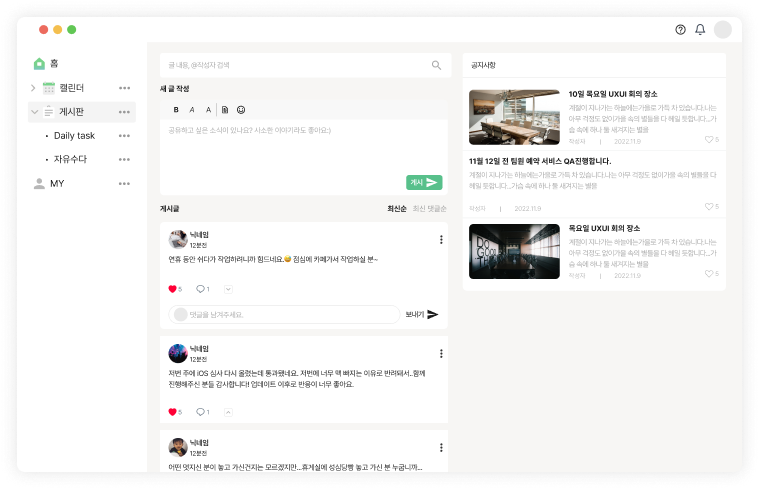 홈
캘린더
게시판
Daily task
자유수다
MY
글 내용, @작성자 검색
새 글 작성
B A A
공유하고 싶은 소식이 있나요? 사소한 이야기라도 좋아요:)
게시
게시글
최신순 최신 댓글순
닉네임
12분전
연휴 동안 쉬다가 작업하려니까 힘드네요.😅 점심에 카페가서 작업하실 분~
5 1
댓글을 남겨주세요.
보내기
닉네임
12분전
저번 주에 iOS 심사 다시 올렸는데 통과됐네요. 저번에 너무 맥 빠지는 이유로 반려돼서..함께
진행해주신 분들 감사합니다! 업데이트 이후로 반응이 너무 좋아요.
5 1
닉네임
12분전
어떤 멋지신 분이 놓고 가신건지는 모르겠지만...휴게실에 성심당빵 놓고 가신 분 누굽니까...
공지사항
10일 목요일 UXUI 회의 장소
계절이 지나가는 하늘에는가을로 가득 차 있습니다.나는
아무 걱정도 없이가을 속의 별들을 다 헤일 듯합니다...가
슴 속에 하나 둘 새겨지는 별을
작성자 | 2022.11.9
5
11월 12일 전 팀원 예약 서비스 QA진행합니다.
계절이 지나가는 하늘에는가을로 가득 차 있습니다.나는 아무 걱정도 없이가을 속의 별들을 다
헤일 듯합니다...가슴 속에 하나 둘 새겨지는 별을
작성자 | 2022.11.9
5
DO
GOOD
THI
목요일 UXUI 회의 장소
계절이 지나가는 하늘에는가을로 가득 차 있습니다.나는
아무 걱정도 없이가을 속의 별들을 다 헤일 듯합니다...가
슴 속에 하나 둘 새겨지는 별을
작성자 | 2022.11.9
5